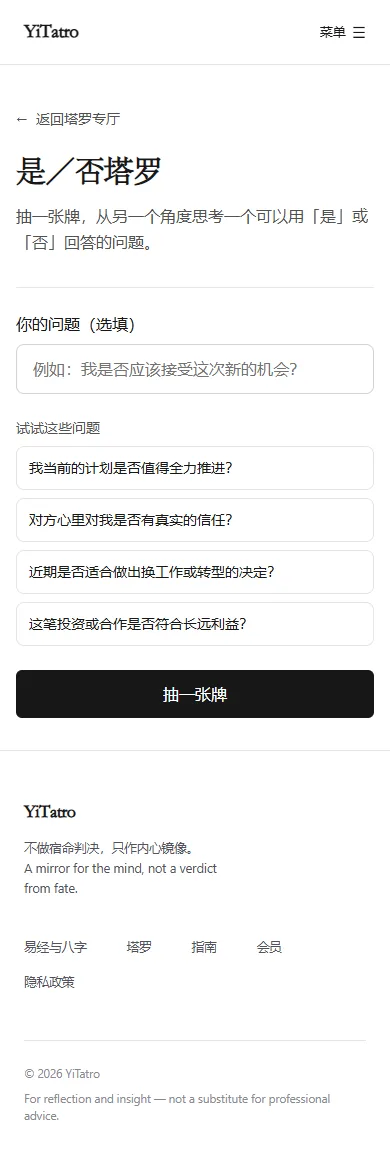 YiTatro
菜单
← 返回塔罗专厅
是／否塔罗
抽一张牌，从另一个角度思考一个可以用「是」或
「否」回答的问题。
你的问题（选填）
例如：我是否应该接受这次新的机会？
试试这些问题
我当前的计划是否值得全力推进？
对方心里对我是否有真实的信任？
近期是否适合做出换工作或转型的决定？
这笔投资或合作是否符合长远利益？
抽一张牌
YiTatro
不做宿命判决，只作内心镜像。
A mirror for the mind, not a verdict
from fate.
易经与八字 塔罗 指南 会员
隐私政策
© 2026 YiTatro
For reflection and insight — not a substitute for professional
advice.